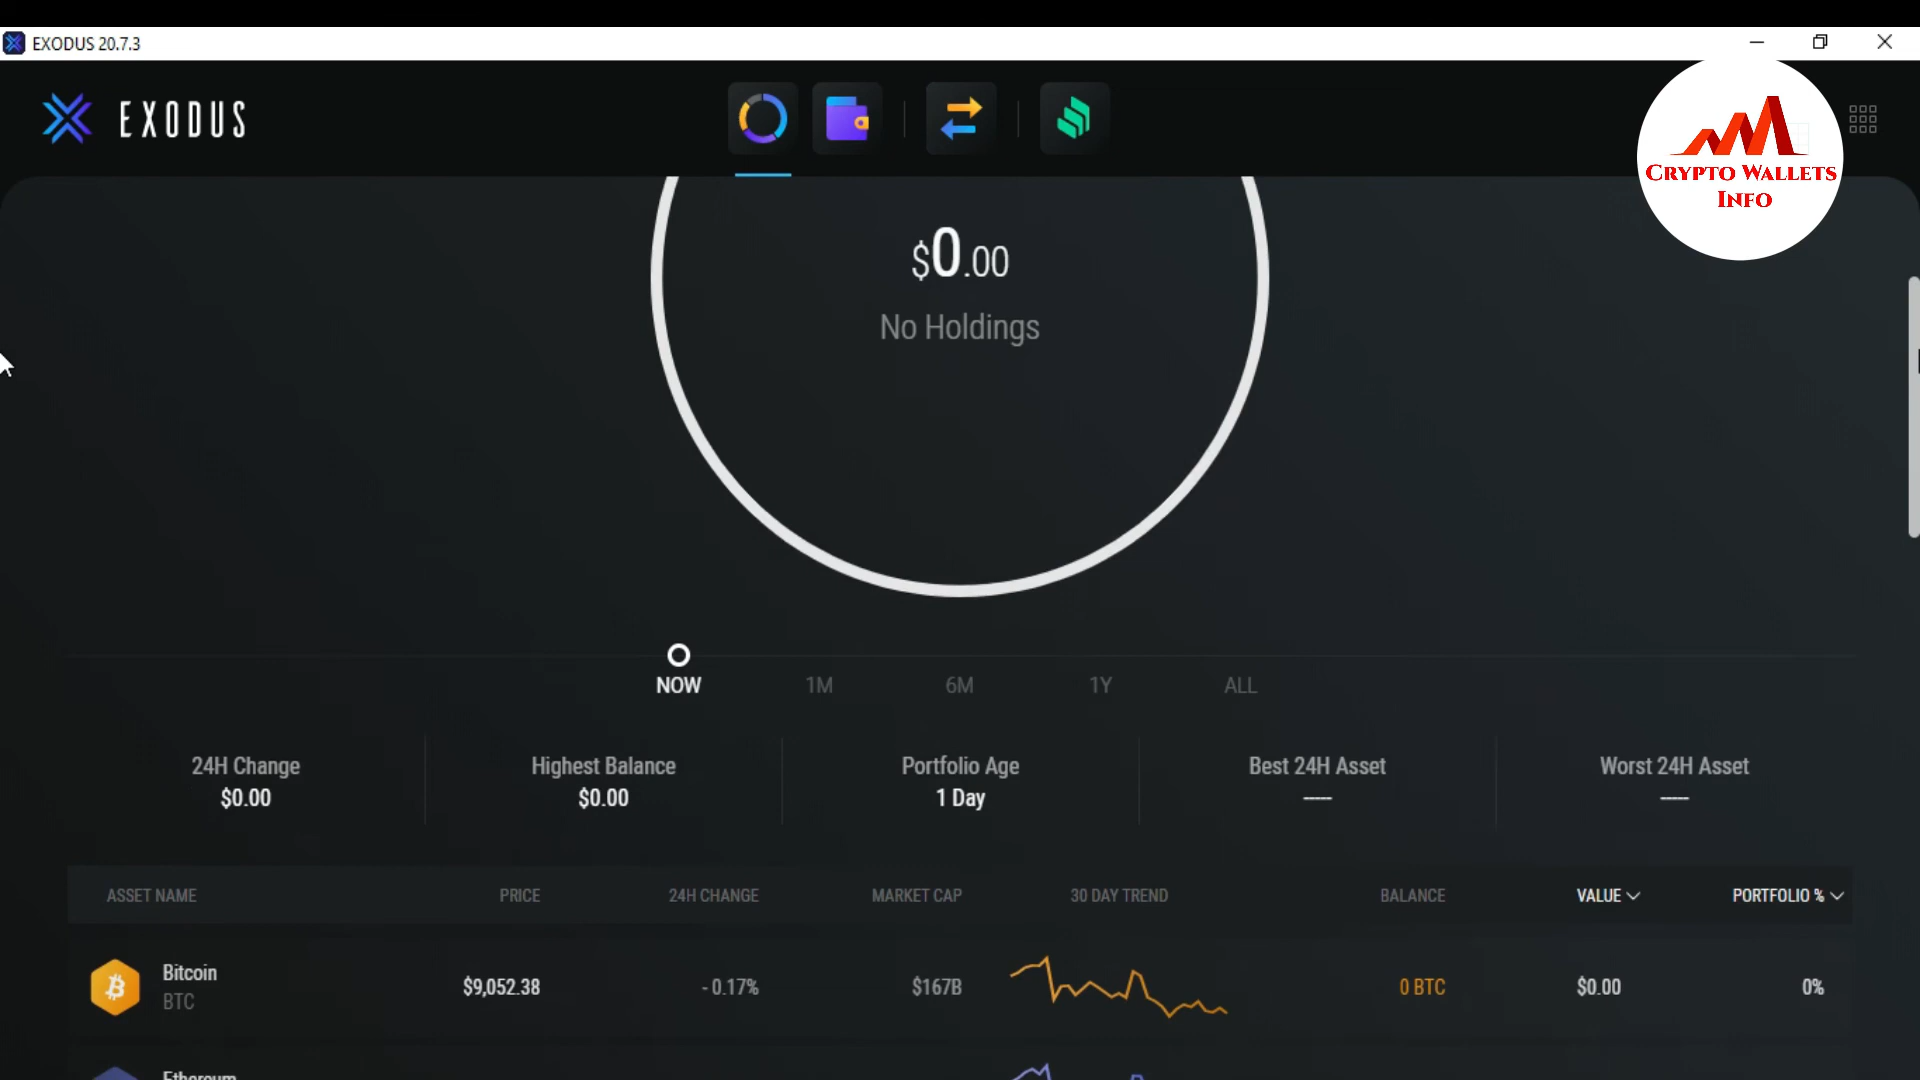 EXODUS 20.7.3
EXODUS
CRYPTO WALLETS
INFO
$0.00
No Holdings
NOW 1M 6M 1Y ALL
24H Change Highest Balance Portfolio Age Best 24H Asset Worst 24H Asset
$0.00 $0.00 1 Day ----- -----
ASSET NAME PRICE 24H CHANGE MARKET CAP 30 DAY TREND BALANCE VALUE PORTFOLIO %
Bitcoin
BTC
$9,052.38 -0.17% $167B 0 BTC $0.00 0%
Ethereum